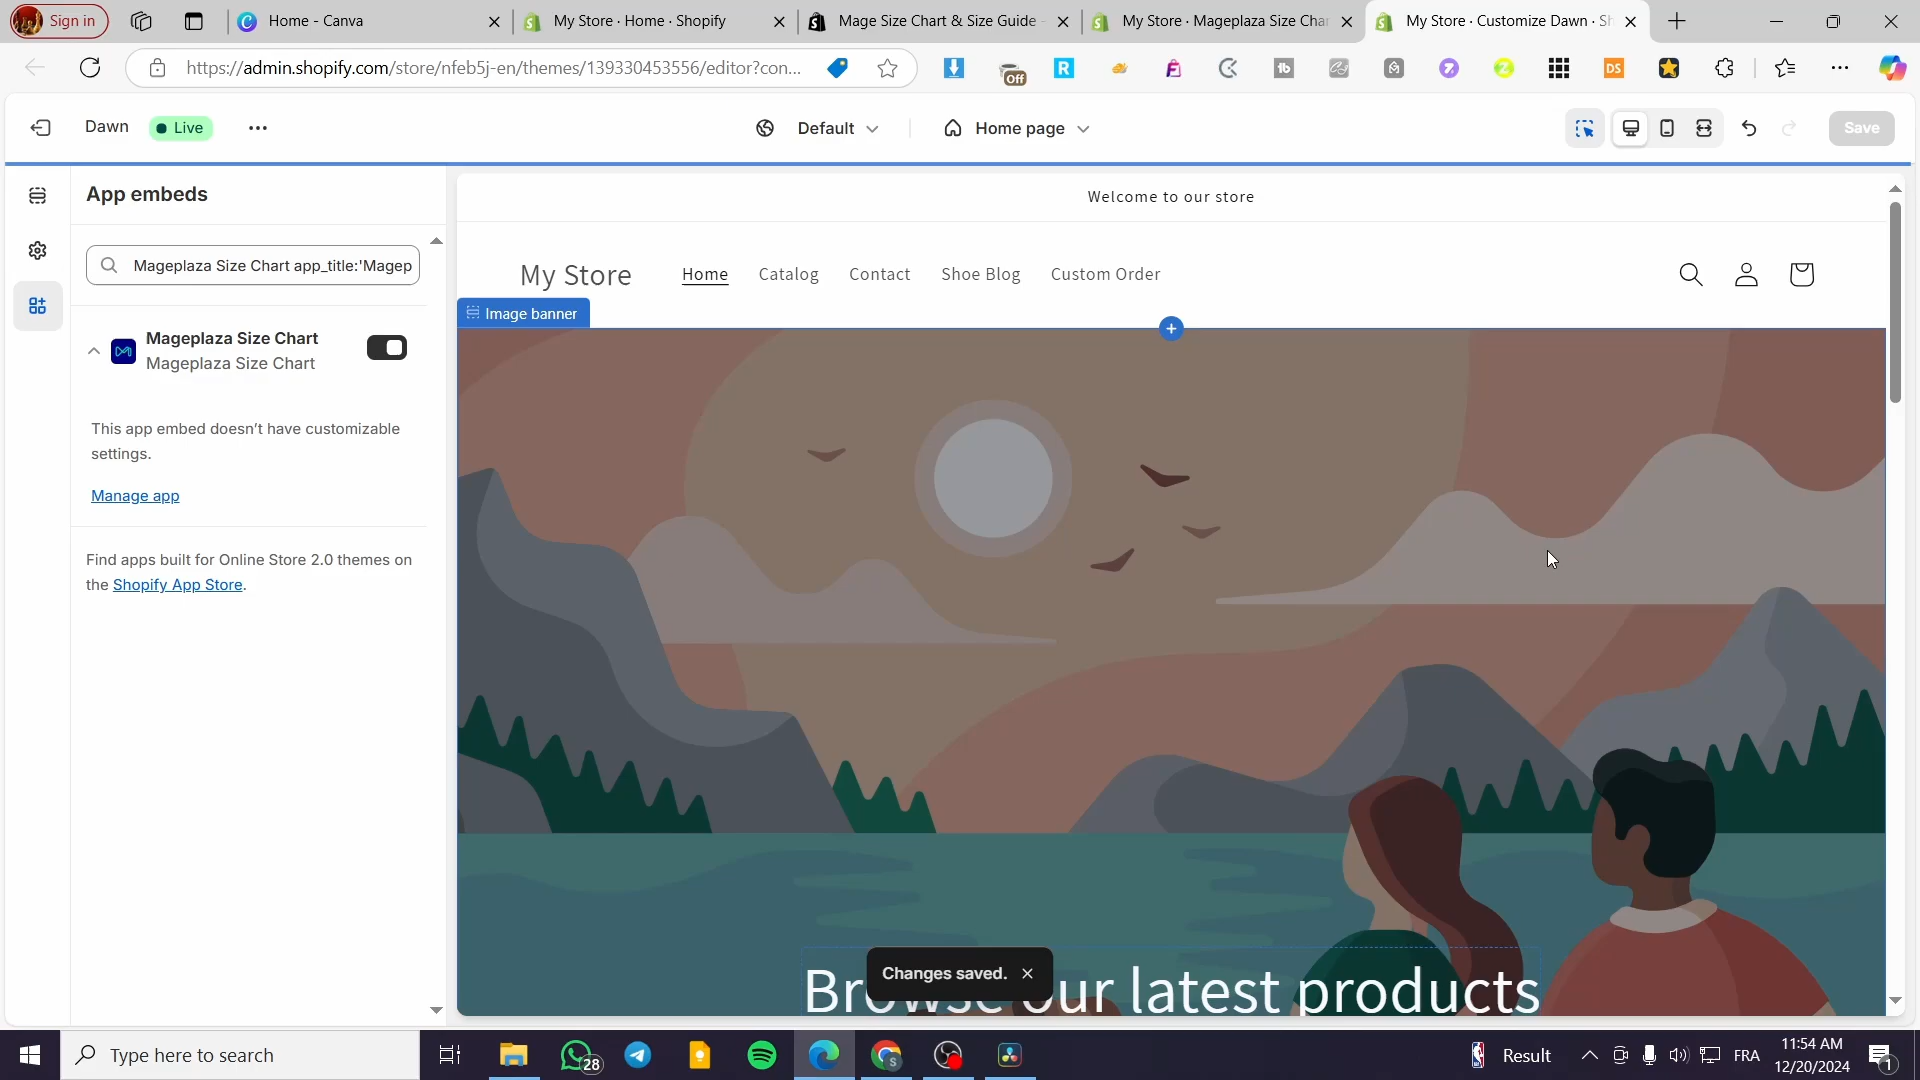 Sign in
Home - Canva
My Store · Home · Shopify
Mage Size Chart & Size Guide -
My Store · Mageplaza Size Char
My Store · Customize Dawn · Sh
https://admin.shopify.com/store/nfeb5j-en/themes/139330453556/editor?con...
Off
R
tb
DS
Dawn
Live
Default
Home page
Save
App embeds
Mageplaza Size Chart app_title:'Magep
Mageplaza Size Chart
Mageplaza Size Chart
This app embed doesn't have customizable
settings.
Manage app
Find apps built for Online Store 2.0 themes on
the Shopify App Store.
Welcome to our store
My Store
Home
Catalog
Contact
Shoe Blog
Custom Order
Image banner
Browse our latest products
Changes saved.
Type here to search
28
Result
FRA
11:54 AM
12/20/2024
1